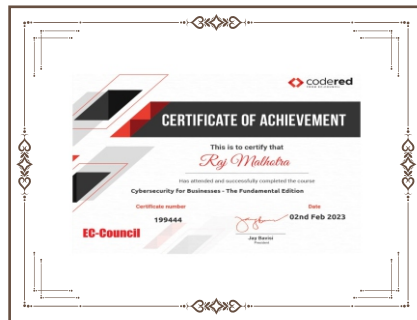 codered
CERTIFICATE OF ACHIEVEMENT
This is to certify that
Raj Malhotra
Has attended and successfully completed the course
Cybersecurity for Businesses - The Fundamental Edition
Certificate number
Date
199444
02nd Feb 2023
EC-Council
Jay Bavisi
President